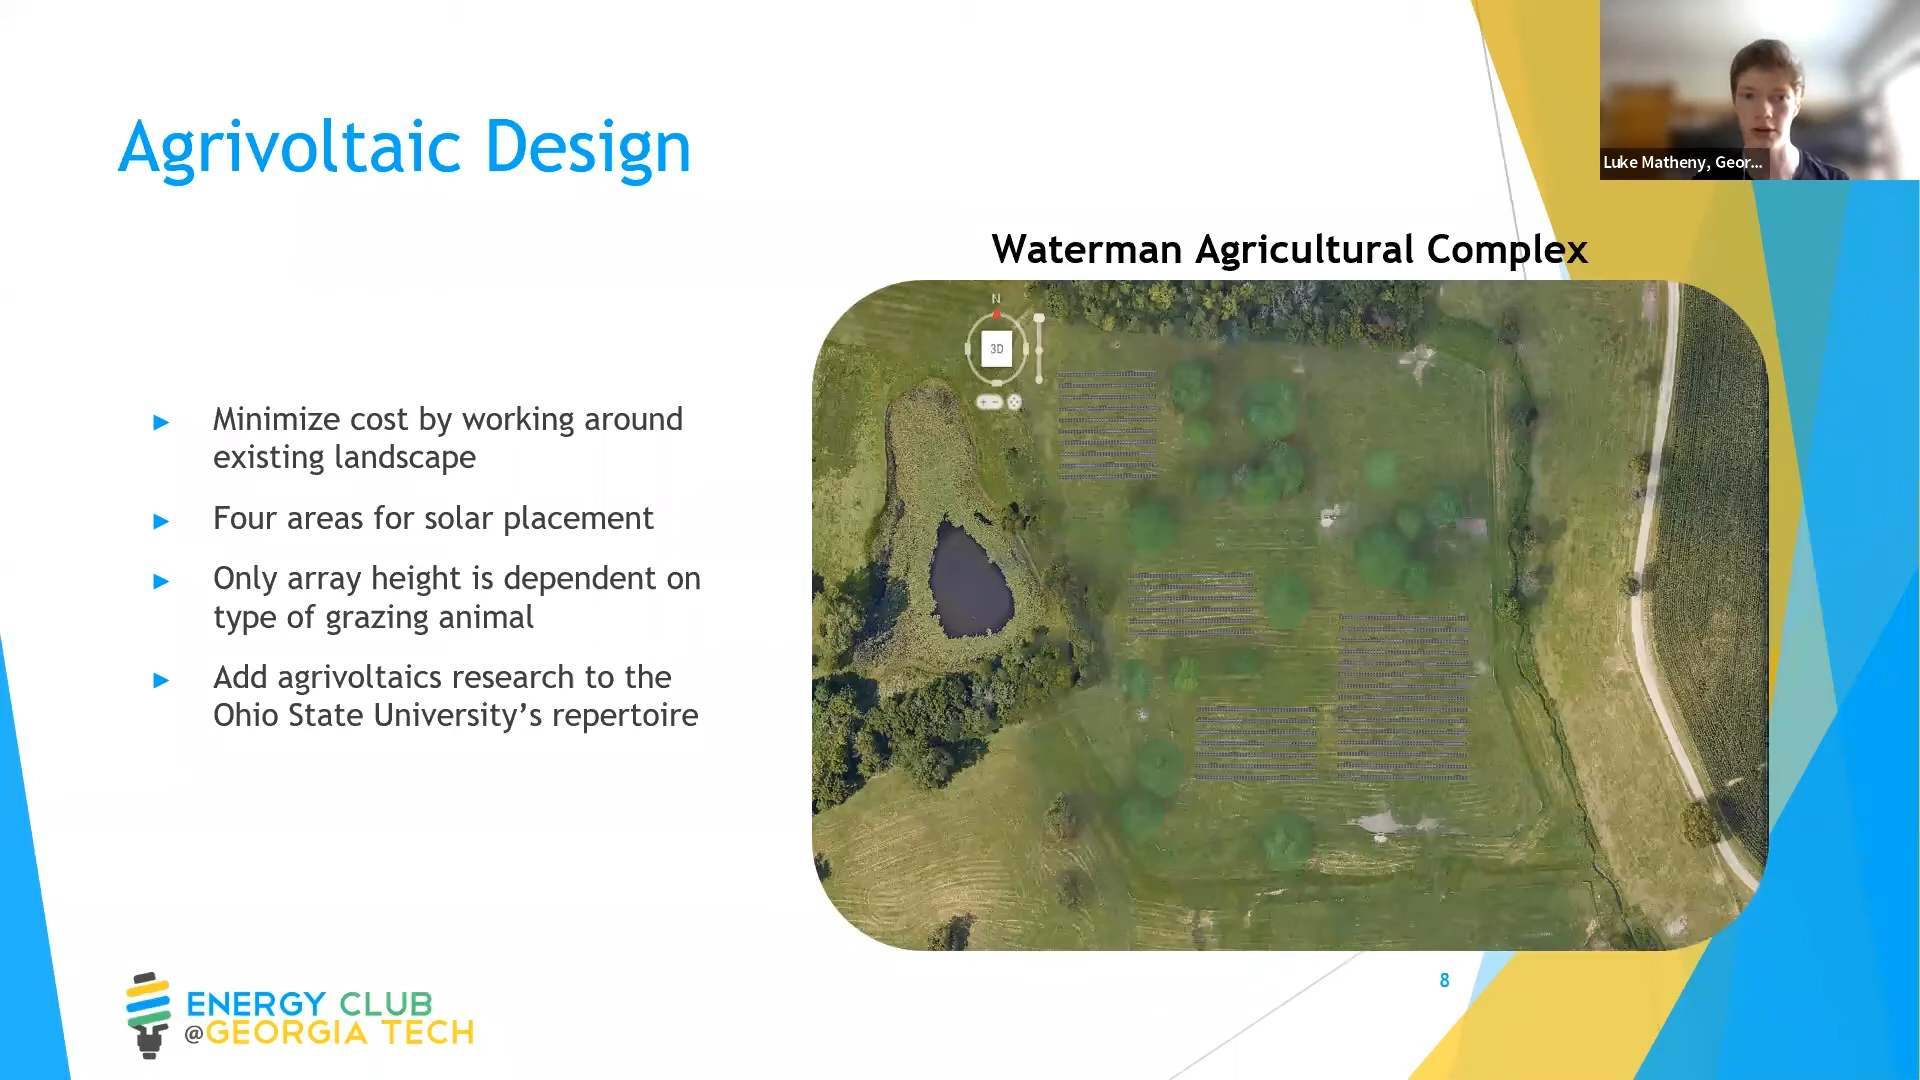 Agrivoltaic Design
Luke Matheny, Geor...
Waterman Agricultural Complex
N
3D
► Minimize cost by working around
existing landscape
► Four areas for solar placement
► Only array height is dependent on
type of grazing animal
► Add agrivoltaics research to the
Ohio State University’s repertoire
ENERGY CLUB
@GEORGIA TECH
8